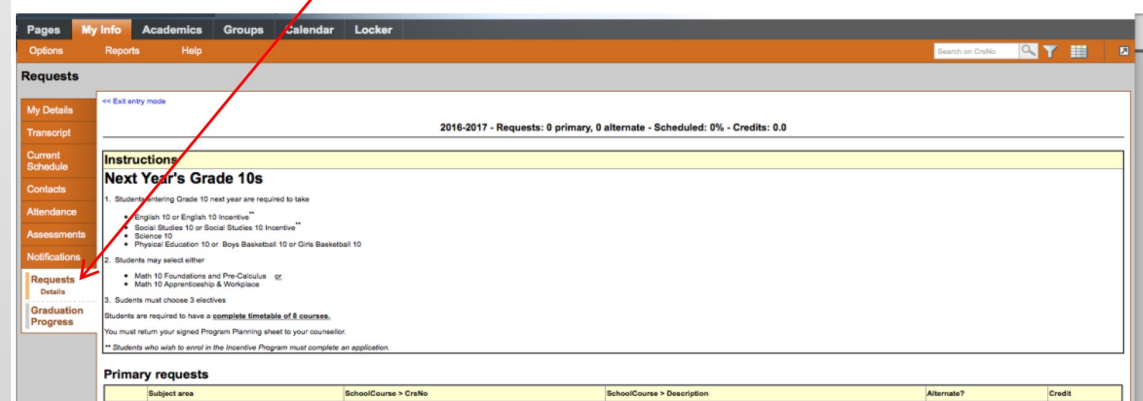 Pages My Info Academics Groups Calendar Locker
Options Reports Help Search on CrsNo
Requests
My Details
Transcript
Current
Schedule
Contacts
Attendance
Assessments
Notifications
Requests
Details
Graduation
Progress
<< Exit entry mode
2016-2017 - Requests: 0 primary, 0 alternate - Scheduled: 0% - Credits: 0.0
Instructions
Next Year's Grade 10s
1. Students entering Grade 10 next year are required to take
• English 10 or English 10 Incentive**
• Social Studies 10 or Social Studies 10 Incentive**
• Science 10
• Physical Education 10 or Boys Basketball 10 or Girls Basketball 10
2. Students may select either
• Math 10 Foundations and Pre-Calculus or
• Math 10 Apprenticeship & Workplace
3. Sudents must choose 3 electives
Students are required to have a complete timetable of 8 courses.
You must return your signed Program Planning sheet to your counsellor.
** Students who wish to enrol in the Incentive Program must complete an application.
Primary requests
Subject area SchoolCourse > CrsNo SchoolCourse > Description Alternate? Credit